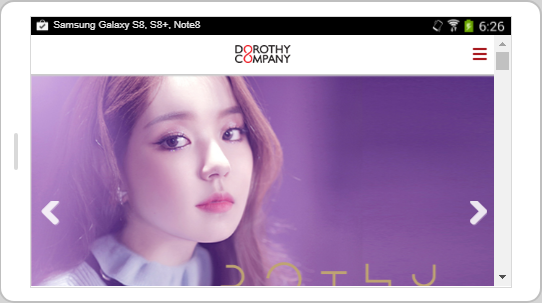 Samsung Galaxy S8, S8+, Note8
6:26
DOROTHY
COMPANY